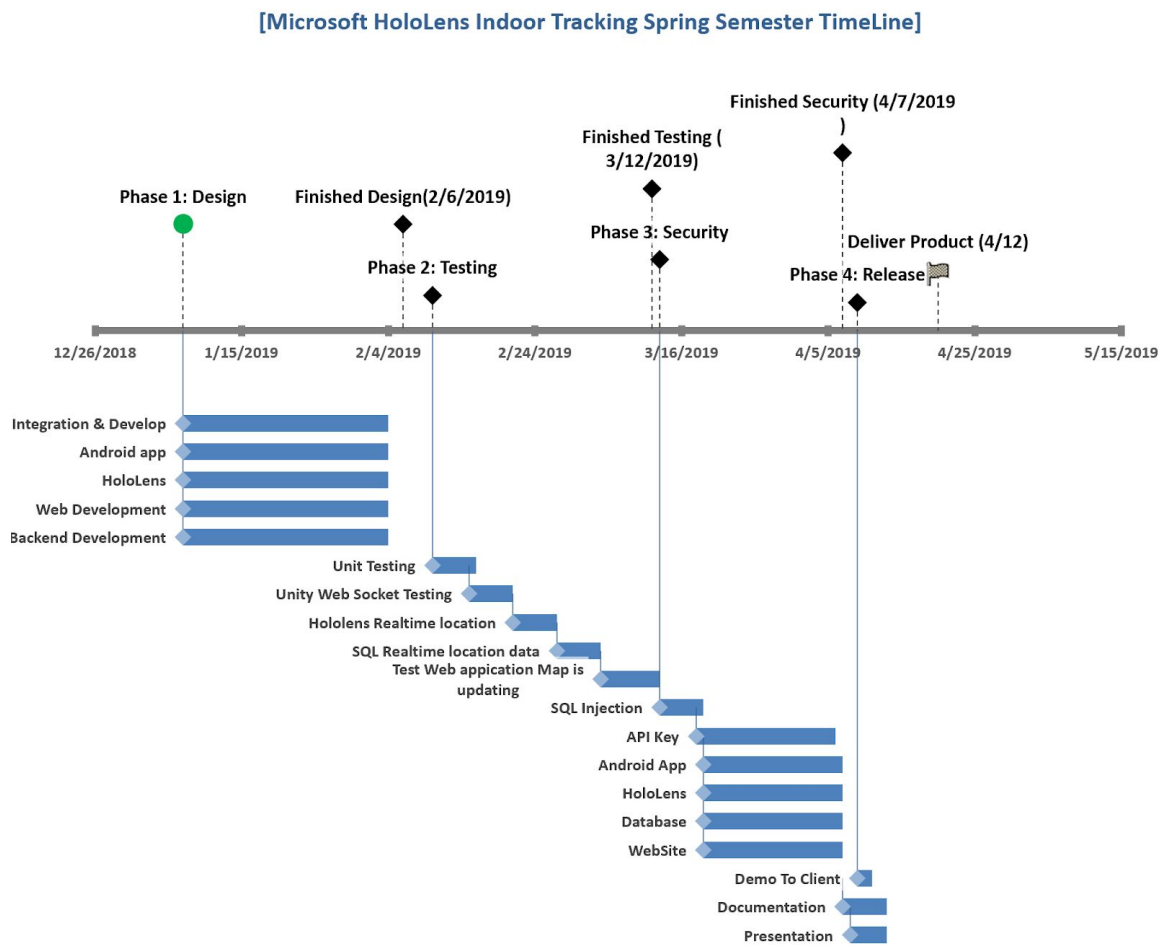 [Microsoft HoloLens Indoor Tracking Spring Semester TimeLine]
Finished Security (4/7/2019
)
Finished Testing (
3/12/2019)
Phase 1: Design
Finished Design(2/6/2019)
Phase 3: Security
Deliver Product (4/12)
Phase 2: Testing
Phase 4: Release
12/26/2018
1/15/2019
2/4/2019
2/24/2019
3/16/2019
4/5/2019
4/25/2019
5/15/2019
Integration & Develop
Android app
HoloLens
Web Development
Backend Development
Unit Testing
Unity Web Socket Testing
Hololens Realtime location
SQL Realtime location data
Test Web appication Map is
updating
SQL Injection
API Key
Android App
HoloLens
Database
WebSite
Demo To Client
Documentation
Presentation